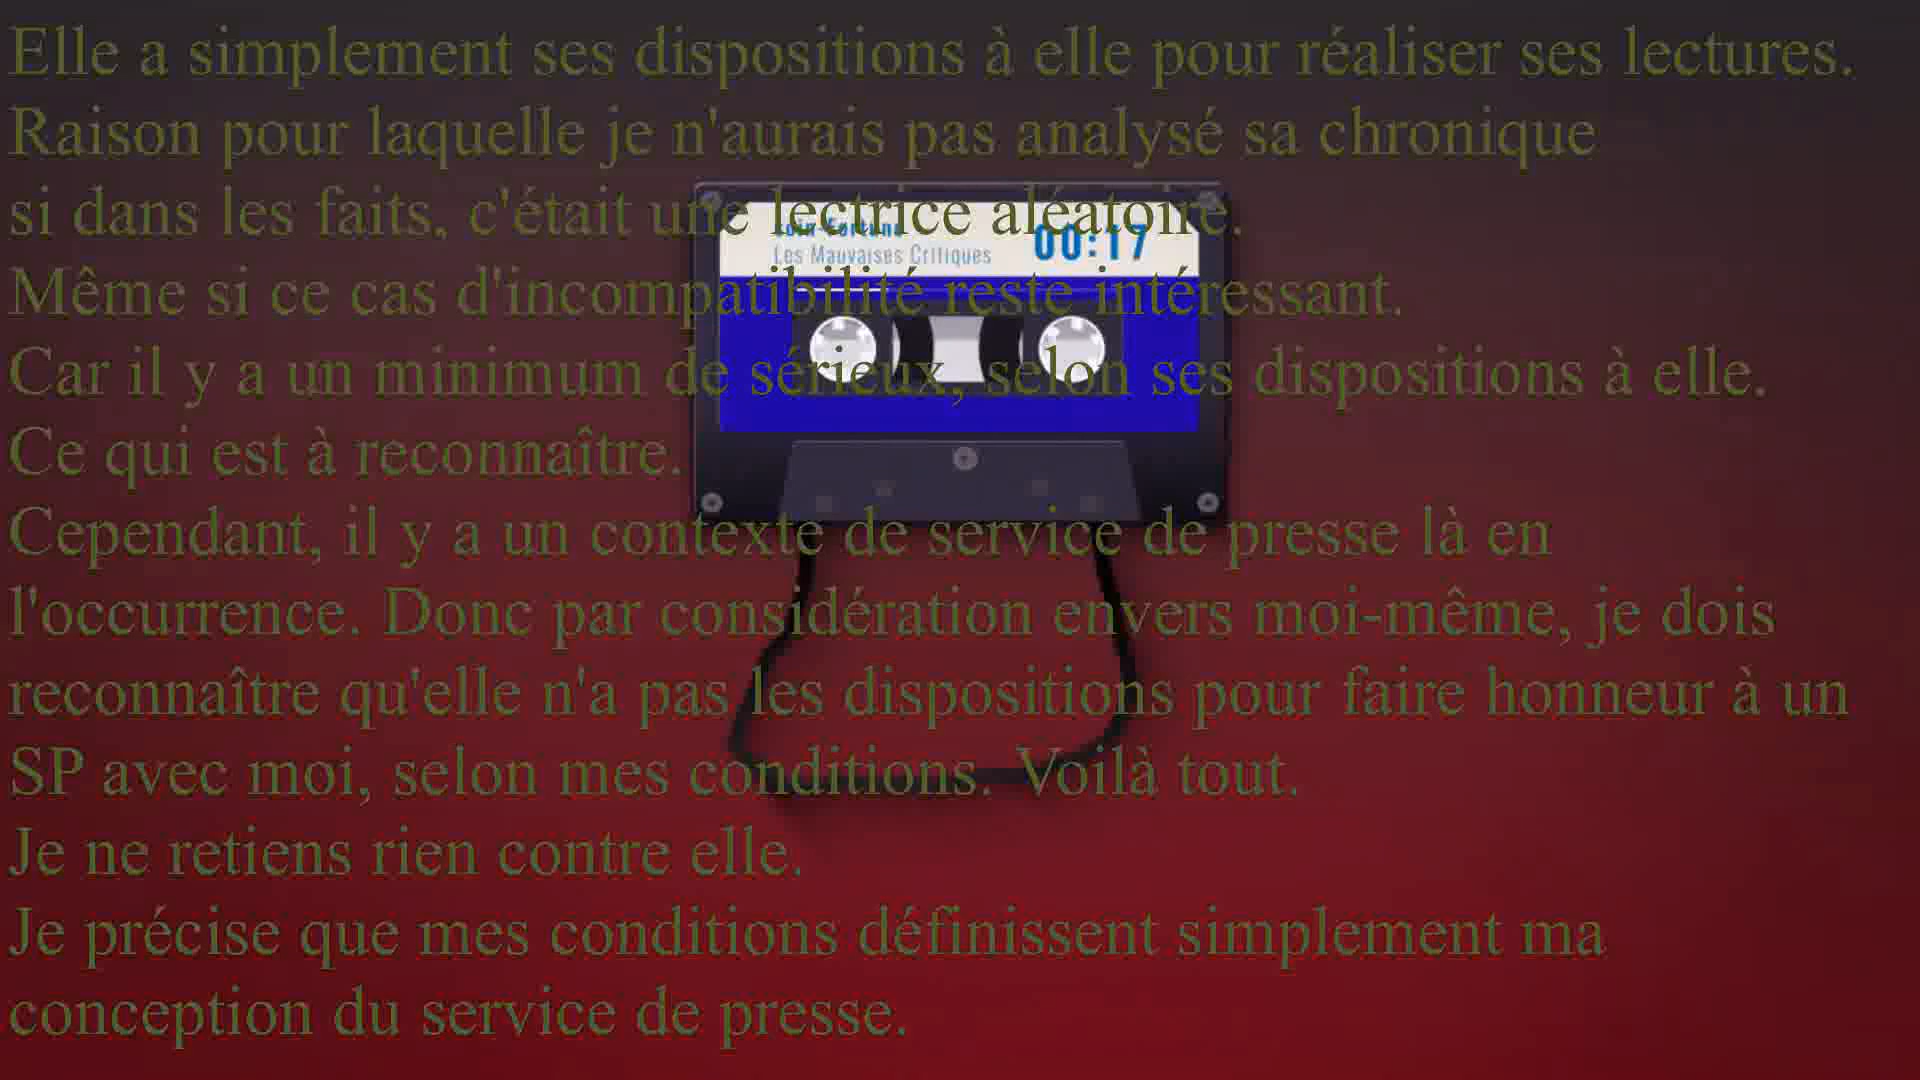 Elle a simplement ses dispositions à elle pour réaliser ses lectures.
Raison pour laquelle je n'aurais pas analysé sa chronique
si dans les faits, c'était une lectrice aléatoire.
Les Mauvaises Critiques
00:17
Même si ce cas d'incompatibilité reste intéressant.
Car il y a un minimum de sérieux, selon ses dispositions à elle.
Ce qui est à reconnaître.
Cependant, il y a un contexte de service de presse là en
l'occurrence. Donc par considération envers moi-même, je dois
reconnaître qu'elle n'a pas les dispositions pour faire honneur à un
SP avec moi, selon mes conditions. Voilà tout.
Je ne retiens rien contre elle.
Je précise que mes conditions définissent simplement ma
conception du service de presse.